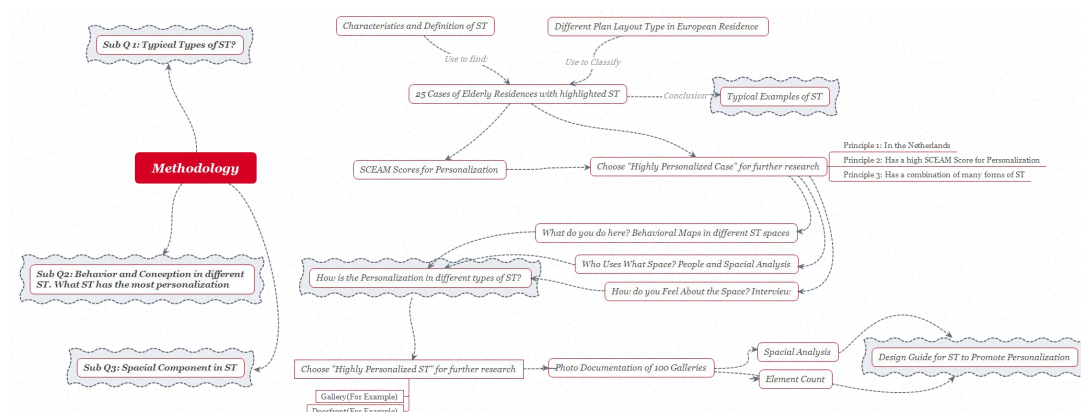 Characteristics and Definition of ST
Different Plan Layout Type in European Residence
Sub Q 1: Typical Types of ST?
Use to find:
Use to Classify
25 Cases of Elderly Residences with highlighted ST
Conclusion
Typical Examples of ST
Methodology
SCEAM Scores for Personalization
Choose "Highly Personalized Case" for further research
Principle 1: In the Netherlands
Principle 2: Has a high SCEAM Score for Personalization
Principle 3: Has a combination of many forms of ST
What do you do here? Behavioral Maps in different ST spaces
Who Uses What Space? People and Spacial Analysis
How do you Feel About the Space? Interview
How is the Personalization in different types of ST?
Sub Q2: Behavior and Conception in different
ST. What ST has the most personalization
Sub Q3: Spacial Component in ST
Choose "Highly Personalized ST" for further research
Gallery(For Example)
Doorfront(For Example)
Photo Documentation of 100 Galleries
Spacial Analysis
Element Count
Design Guide for ST to Promote Personalization